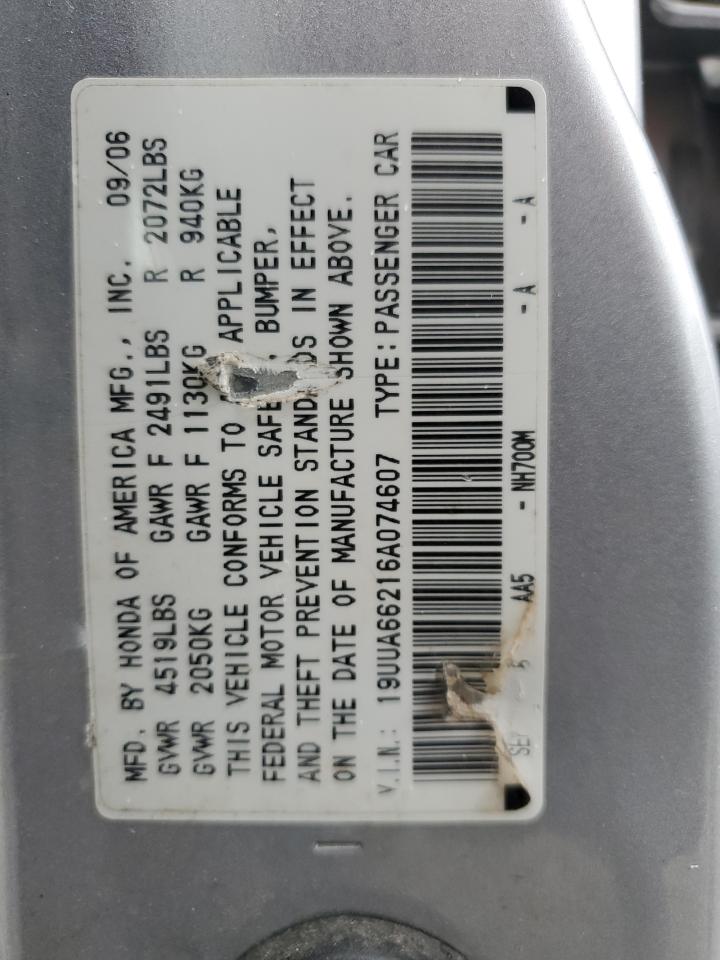 MFD. BY HONDA OF AMERICA MFG., INC. 09/06
GVWR 4519LBS GAWR F 2491LBS R 2072LBS
GVWR 2050KG GAWR F 1130KG R 940KG
THIS VEHICLE CONFORMS TO APPLICABLE
FEDERAL MOTOR VEHICLE SAFE BUMPER,
AND THEFT PREVENTION STANDARDS IN EFFECT
ON THE DATE OF MANUFACTURE SHOWN ABOVE.
V.I.N.: 19UUA66216A074607 TYPE:PASSENGER CAR
AA5 - NH700M - A - A